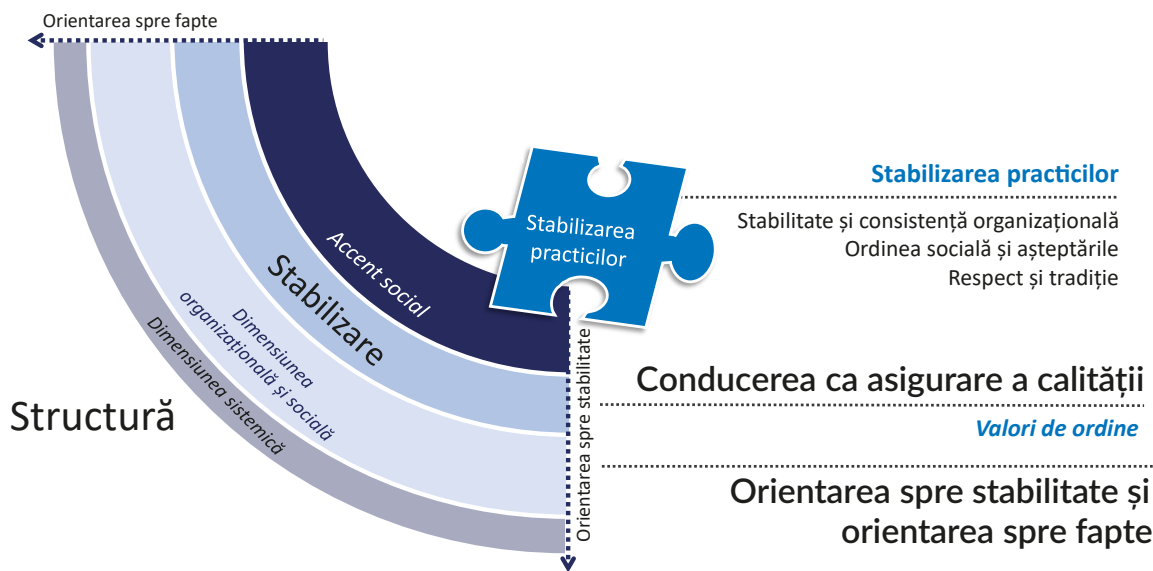 Orientarea spre fapte
Stabilizarea practicilor
Stabilitate și consistență organizațională
Ordinea socială și așteptările
Respect și tradiție
Stabilizarea
practicilor
Accent social
Stabilizare
Dimensiunea
organizațională și socială
Dimensiunea sistemică
Structură
Orientarea spre stabilitate
Conducerea ca asigurare a calității
Valori de ordine
Orientarea spre stabilitate și
orientarea spre fapte